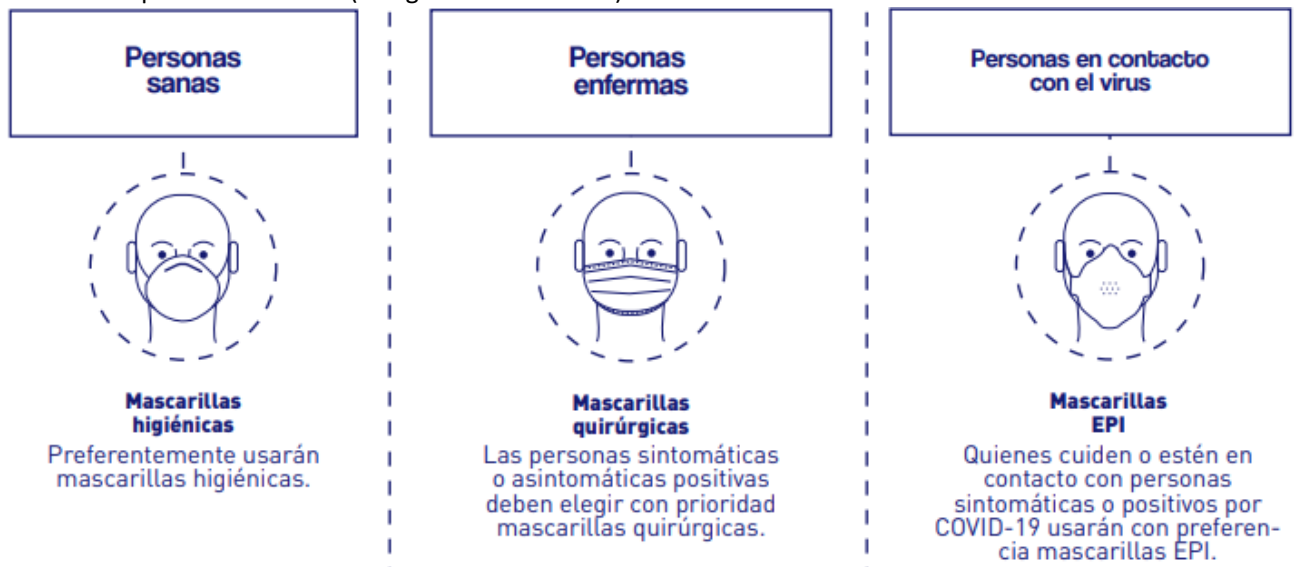 Personas
sanas
Mascarillas
higiénicas
Preferentemente usarán
mascarillas higiénicas.
Personas
enfermas
Mascarillas
quirúrgicas
Las personas sintomáticas
o asintomáticas positivas
deben elegir con prioridad
mascarillas quirúrgicas.
Personas en contacto
con el virus
Mascarillas
EPI
Quienes cuiden o estén en
contacto con personas
sintomáticas o positivos por
COVID-19 usarán con preferen-
cia mascarillas EPI.